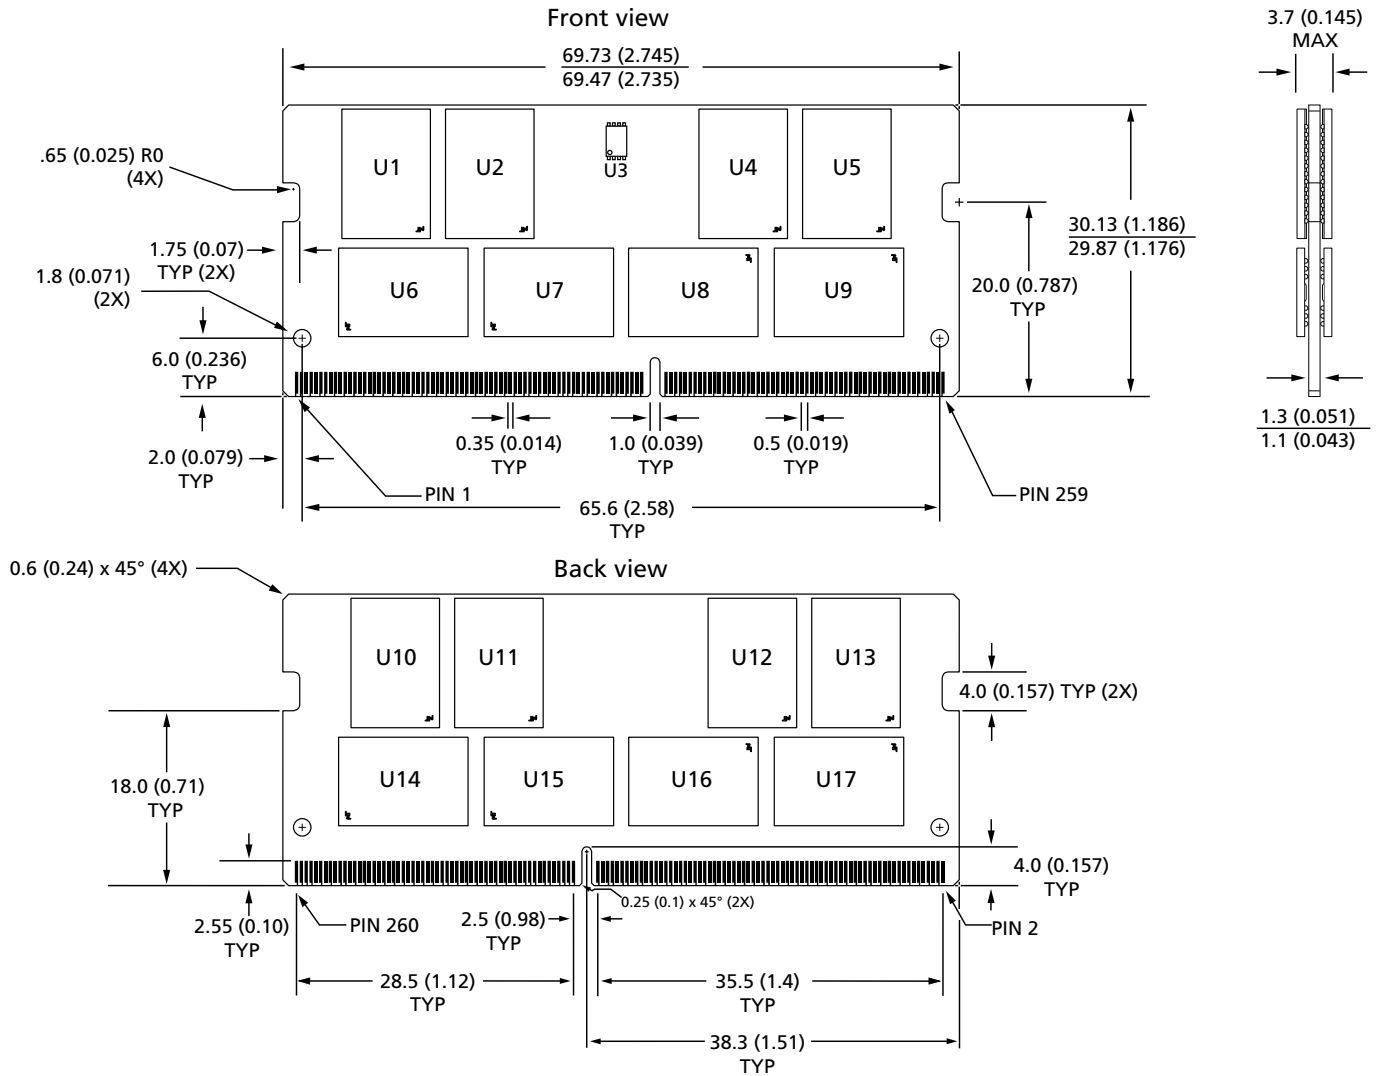 Front view
3.7 (0.145)
MAX
69.73 (2.745)
69.47 (2.735)
U1
U2
U3
U4
U5
.65 (0.025) R0
(4X)
1.75 (0.07)
TYP (2X)
30.13 (1.186)
29.87 (1.176)
20.0 (0.787)
TYP
1.8 (0.071)
(2X)
U6
U7
U8
U9
6.0 (0.236)
TYP
0.35 (0.014)
TYP
1.0 (0.039)
TYP
0.5 (0.019)
TYP
1.3 (0.051)
1.1 (0.043)
2.0 (0.079)
TYP
PIN 1
65.6 (2.58)
TYP
PIN 259
0.6 (0.24) x 45° (4X)
Back view
U10
U11
U12
U13
4.0 (0.157) TYP (2X)
18.0 (0.71)
TYP
U14
U15
U16
U17
4.0 (0.157)
TYP
0.25 (0.1) x 45° (2X)
2.55 (0.10)
TYP
PIN 260
2.5 (0.98)
TYP
PIN 2
28.5 (1.12)
TYP
35.5 (1.4)
TYP
38.3 (1.51)
TYP